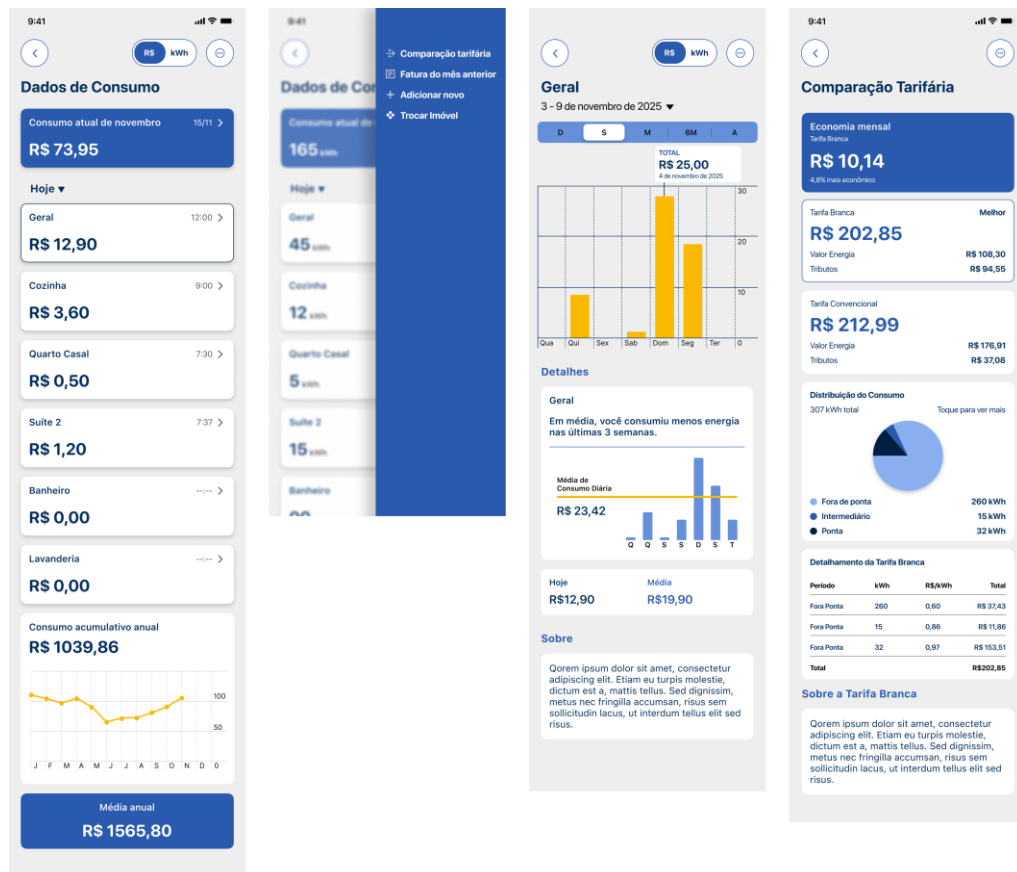 9:41
R$ kWh
Dados de Consumo
Consumo atual de novembro 15/11
R$ 73,95
Hoje
Geral 12:00
R$ 12,90
Cozinha 9:00
R$ 3,60
Quarto Casal 7:30
R$ 0,50
Suíte 2 7:37
R$ 1,20
Banheiro --:--
R$ 0,00
Lavanderia --:--
R$ 0,00
Consumo acumulativo anual
R$ 1039,86
100
50
J F M A M J J A S O N D 0
Média anual
R$ 1565,80
9:41
Dados de Con
Consumo atual de
165 kWh
Hoje
Geral
45 kWh
Cozinha
12 kWh
Quarto Casal
5 kWh
Suíte 2
15 kWh
Banheiro
Comparação tarifária
Fatura do mês anterior
Adicionar novo
Trocar Imóvel
R$ kWh
Geral
3 - 9 de novembro de 2025
D S M 6M A
TOTAL
R$ 25,00
4 de novembro de 2025
30
20
10
Qua Qui Sex Sab Dom Seg Ter 0
Detalhes
Geral
Em média, você consumiu menos energia
nas últimas 3 semanas.
Média de
Consumo Diária
R$ 23,42
Q Q S S D S T
Hoje Média
R$12,90 R$19,90
Sobre
Qorem ipsum dolor sit amet, consectetur
adipiscing elit. Etiam eu turpis molestie,
dictum est a, mattis tellus. Sed dignissim,
metus nec fringilla accumsan, risus sem
sollicitudin lacus, ut interdum tellus elit sed
risus.
9:41
Comparação Tarifária
Economia mensal
Tarifa Branca
R$ 10,14
4,8% mais econômico
Tarifa Branca Melhor
R$ 202,85
Valor Energia R$ 108,30
Tributos R$ 94,55
Tarifa Convencional
R$ 212,99
Valor Energia R$ 176,91
Tributos R$ 37,08
Distribuição do Consumo
307 kWh total Toque para ver mais
Fora de ponta 260 kWh
Intermediário 15 kWh
Ponta 32 kWh
Detalhamento da Tarifa Branca
Período kWh R$/kWh Total
Fora Ponta 260 0,60 R$ 37,43
Fora Ponta 15 0,86 R$ 11,86
Fora Ponta 32 0,97 R$ 153,51
Total R$202,85
Sobre a Tarifa Branca
Qorem ipsum dolor sit amet, consectetur
adipiscing elit. Etiam eu turpis molestie,
dictum est a, mattis tellus. Sed dignissim,
metus nec fringilla accumsan, risus sem
sollicitudin lacus, ut interdum tellus elit sed
risus.